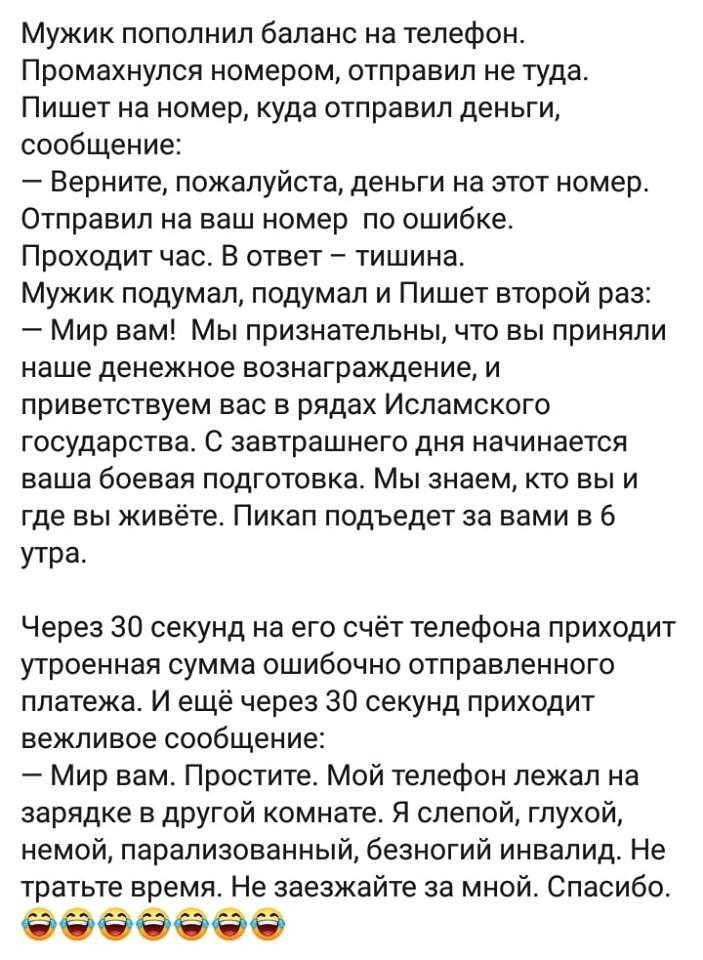 Мужик пополнил баланс на телефон.
Промахнулся номером, отправил не туда.
Пишет на номер, куда отправил деньги,
сообщение:
— Верните, пожалуйста, деньги на этот номер.
Отправил на ваш номер  по ошибке.
Проходит час. В ответ – тишина.
Мужик подумал, подумал и Пишет второй раз:
— Мир вам!  Мы признательны, что вы приняли
наше денежное вознаграждение, и
приветствуем вас в рядах Исламского
государства. С завтрашнего дня начинается
ваша боевая подготовка. Мы знаем, кто вы и
где вы живёте. Пикап подъедет за вами в 6
утра.

Через 30 секунд на его счёт телефона приходит
утроенная сумма ошибочно отправленного
платежа. И ещё через 30 секунд приходит
вежливое сообщение:
— Мир вам. Простите. Мой телефон лежал на
зарядке в другой комнате. Я слепой, глухой,
немой, парализованный, безногий инвалид. Не
тратьте время. Не заезжайте за мной. Спасибо.
😂😂😂😂😂😂😂